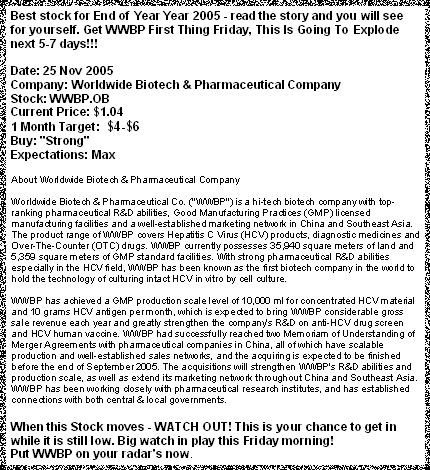 Best stock for End of Year Year 2005 - read the story and you will see
for yourself. Get WWBP First Thing Friday, This Is Going To Explode
next 5-7 days!!!
Date: 25 Nov 2005
Company: Worldwide Biotech & Pharmaceutical Company
Stock: WWBP.OB
Current Price: $1.04
1 Month Target: $4-$6
Buy: "Strong"
Expectations: Max
About Worldwide Biotech & Pharmaceutical Company
Worldwide Biotech & Pharmaceutical Co. ("WWBP") is a hi-tech biotech company with top-
ranking pharmaceutical R&D abilities, Good Manufacturing Practices (GMP) licensed
manufacturing facilities and a well-established marketing network in China and Southeast Asia.
The product range of WWBP covers Hepatitis C Virus (HCV) products, diagnostic medicines and
Over-The-Counter (OTC) drugs. WWBP currently possesses 35,940 square meters of land and
5,359 square meters of GMP standard facilities. With strong pharmaceutical R&D abilities
especially in the HCV field, WWBP has been known as the first biotech company in the world to
hold the technology of culturing intact HCV in vitro by cell culture.
WWBP has achieved a GMP production scale level of 10,000 ml for concentrated HCV material
and 10 grams HCV antigen per month, which is expected to bring WWBP considerable gross
sale revenue each year and greatly strengthen the company's R&D on anti-HCV drug screen
and HCV human vaccine. WWBP had successfully reached two Memoriam of Understanding of
Merger Agreements with pharmaceutical companies in China, all of which have scalable
production and well-established sales networks, and the acquiring is expected to be finished
before the end of September 2005. The acquisitions will strengthen WWBP's R&D abilities and
production scale, as well as extend its marketing network throughout China and Southeast Asia.
WWBP has been working closely with pharmaceutical research institutes, and has established
connections with both central & local governments.
When this Stock moves - WATCH OUT! This is your chance to get in
while it is still low. Big watch in play this Friday morning!
Put WWBP on your radar's now.